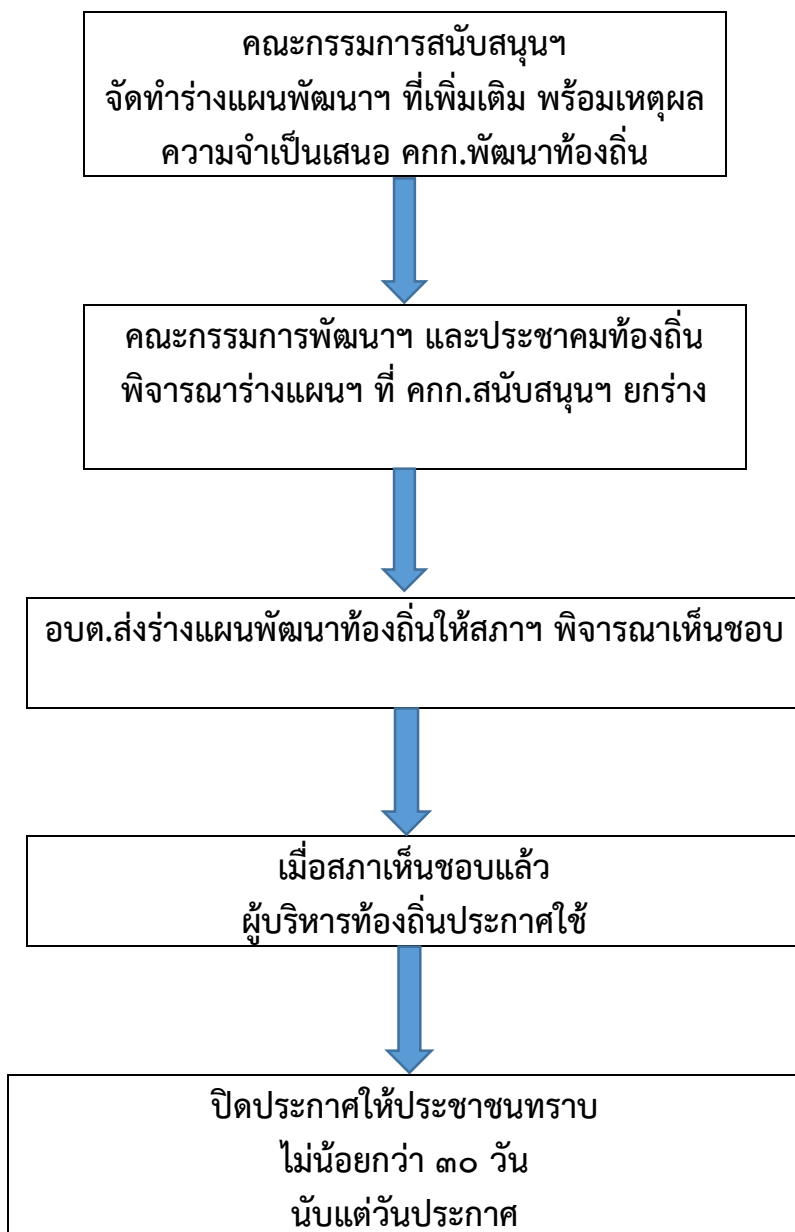 คณะกรรมการสนับสนุนฯ
จัดทำร่างแผนพัฒนาฯ ที่เพิ่มเติม พร้อมเหตุผล
ความจำเป็นเสนอ คกก.พัฒนาท้องถิ่น
คณะกรรมการพัฒนาฯ และประชาคมท้องถิ่น
พิจารณาร่างแผนฯ ที่ คกก.สนับสนุนฯ ยกร่าง
อบต.ส่งร่างแผนพัฒนาท้องถิ่นให้สภาฯ พิจารณาเห็นชอบ
เมื่อสภาเห็นชอบแล้ว
ผู้บริหารท้องถิ่นประกาศใช้
ปิดประกาศให้ประชาชนทราบ
ไม่น้อยกว่า ๓๐ วัน
นับแต่วันประกาศ